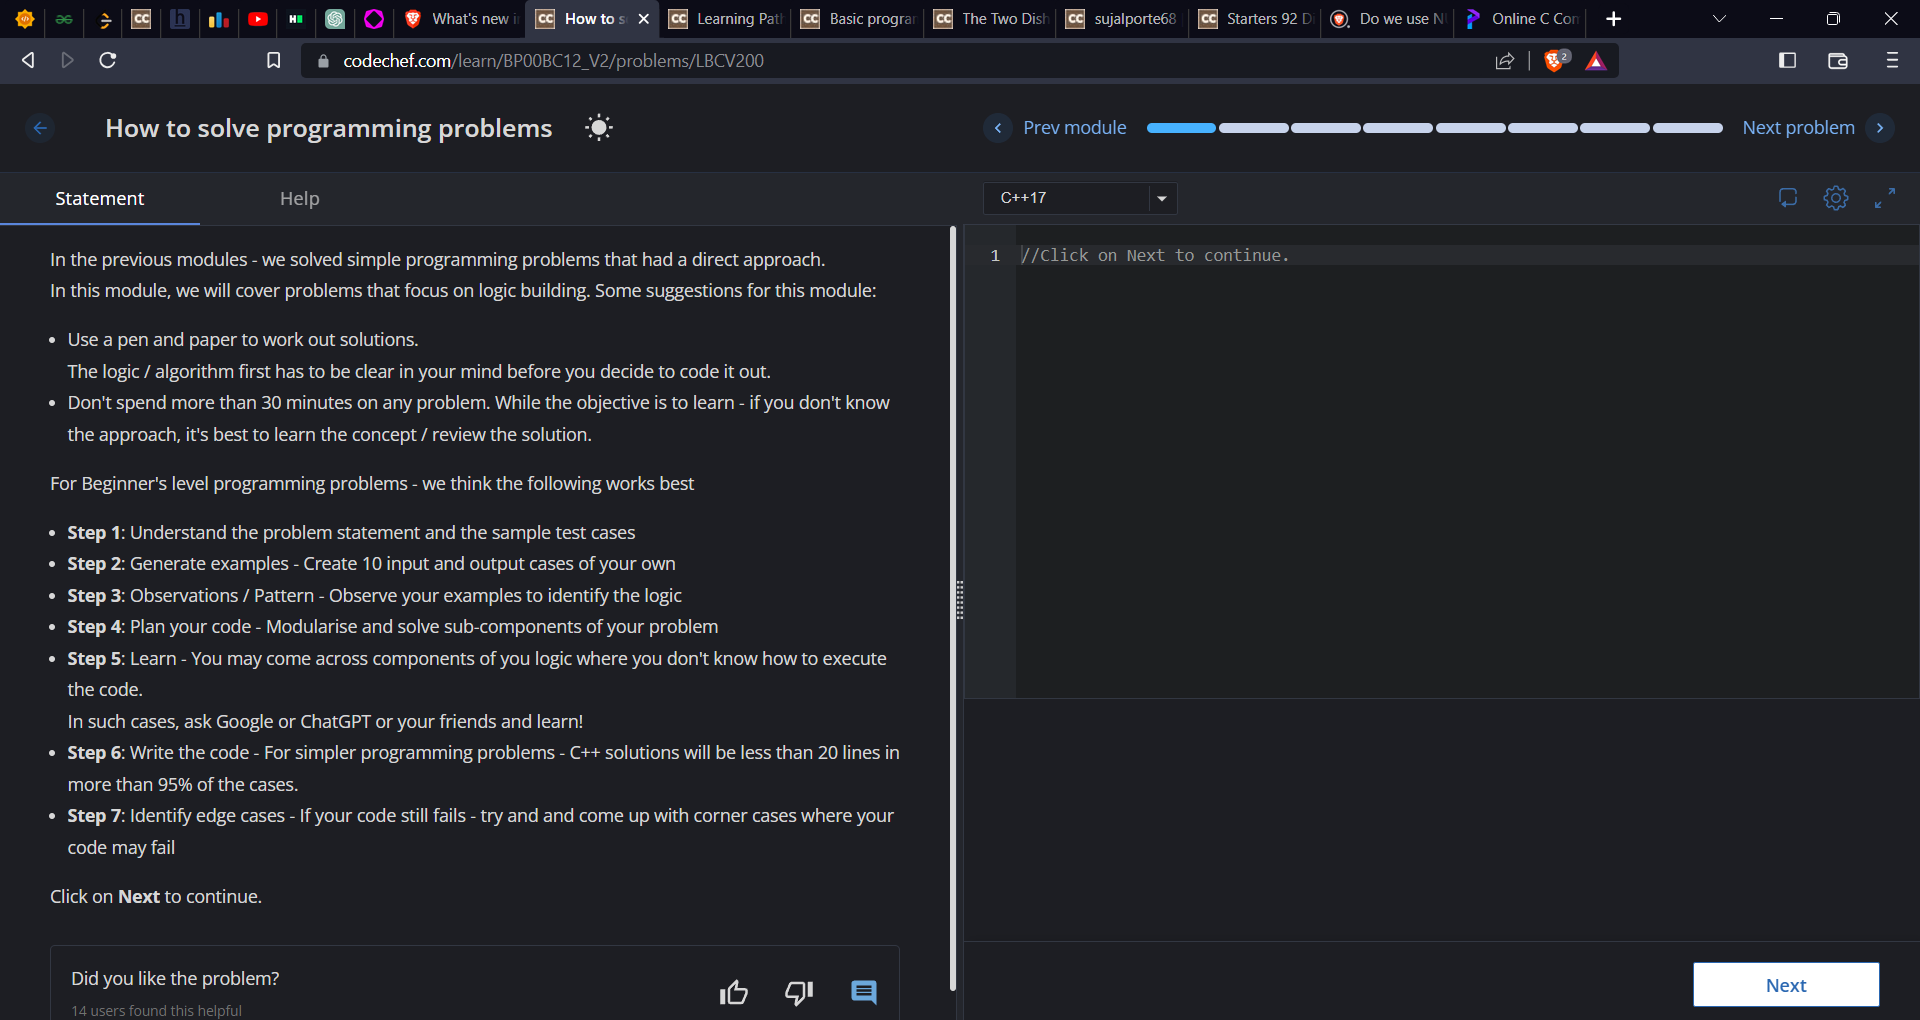 What's new i
How to s
Learning Pat
Basic progra
The Two Dish
sujalporte68
Starters 92 D
Do we use N
Online C Con
codechef.com/learn/BP00BC12_V2/problems/LBCV200
2
How to solve programming problems
Prev module
Next problem
Statement
Help
C++17
In the previous modules - we solved simple programming problems that had a direct approach.
In this module, we will cover problems that focus on logic building. Some suggestions for this module:
• Use a pen and paper to work out solutions.
The logic / algorithm first has to be clear in your mind before you decide to code it out.
• Don't spend more than 30 minutes on any problem. While the objective is to learn - if you don't know
the approach, it's best to learn the concept / review the solution.
For Beginner's level programming problems - we think the following works best
• Step 1: Understand the problem statement and the sample test cases
• Step 2: Generate examples - Create 10 input and output cases of your own
• Step 3: Observations / Pattern - Observe your examples to identify the logic
• Step 4: Plan your code - Modularise and solve sub-components of your problem
• Step 5: Learn - You may come across components of you logic where you don't know how to execute
the code.
In such cases, ask Google or ChatGPT or your friends and learn!
• Step 6: Write the code - For simpler programming problems - C++ solutions will be less than 20 lines in
more than 95% of the cases.
• Step 7: Identify edge cases - If your code still fails - try and and come up with corner cases where your
code may fail
Click on Next to continue.
Did you like the problem?
14 users found this helpful
1 //Click on Next to continue.
Next